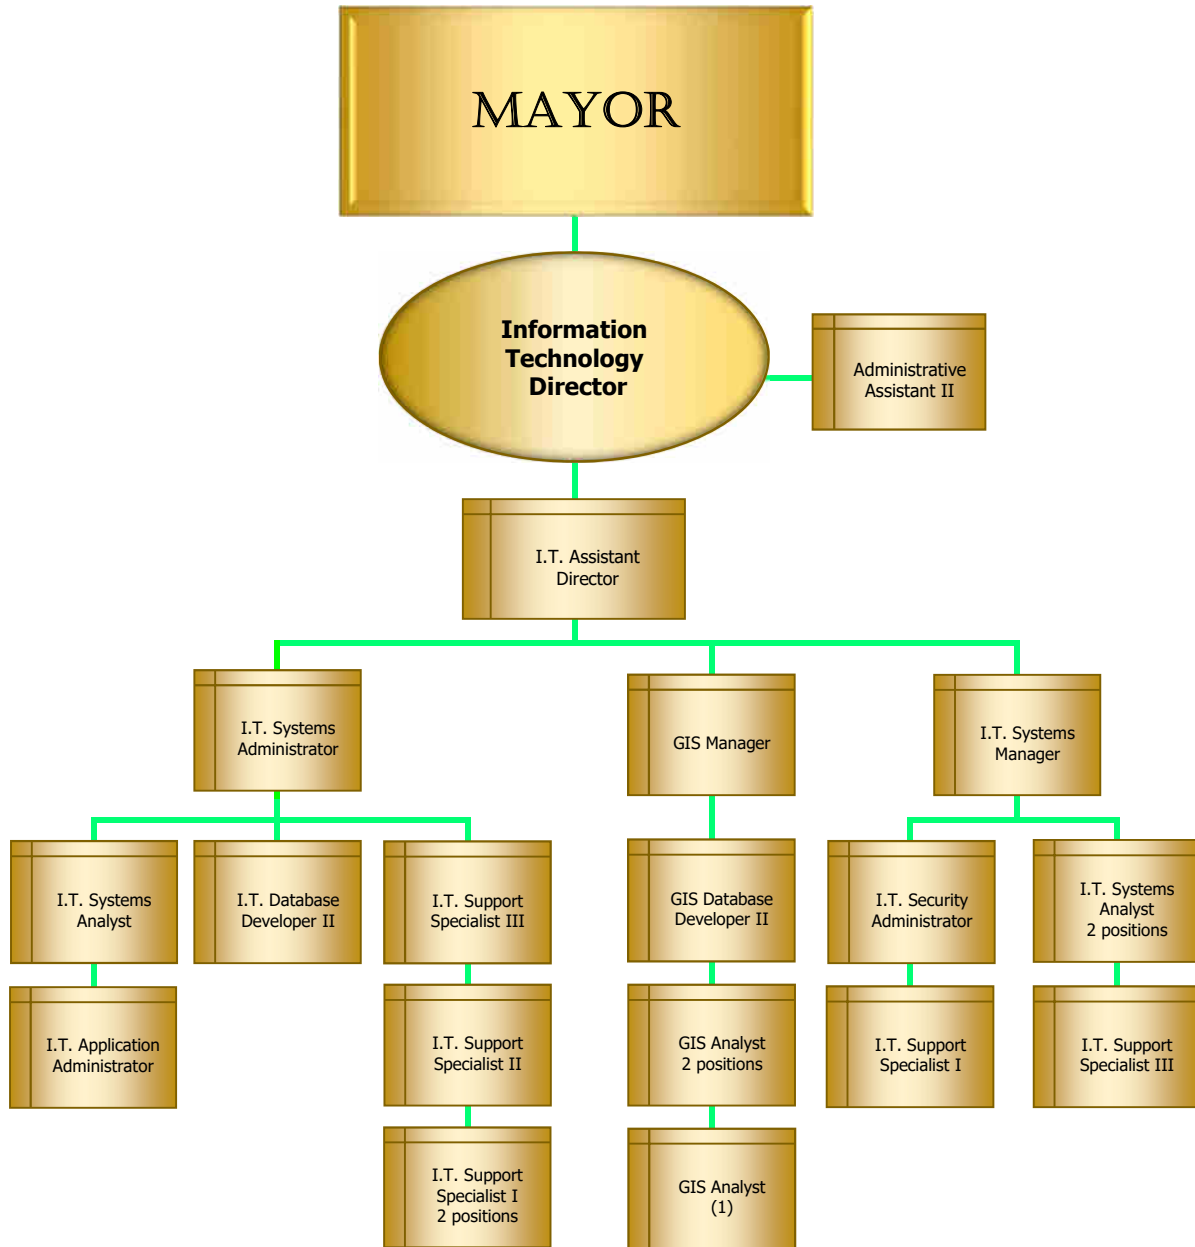 MAYOR
Information
Technology
Director
Administrative
Assistant II
I.T. Assistant
Director
I.T. Systems
Administrator
GIS Manager
I.T. Systems
Manager
I.T. Systems
Analyst
I.T. Database
Developer II
I.T. Support
Specialist III
GIS Database
Developer II
I.T. Security
Administrator
I.T. Systems
Analyst
2 positions
I.T. Application
Administrator
I.T. Support
Specialist II
GIS Analyst
2 positions
I.T. Support
Specialist I
I.T. Support
Specialist III
I.T. Support
Specialist I
2 positions
GIS Analyst
(1)